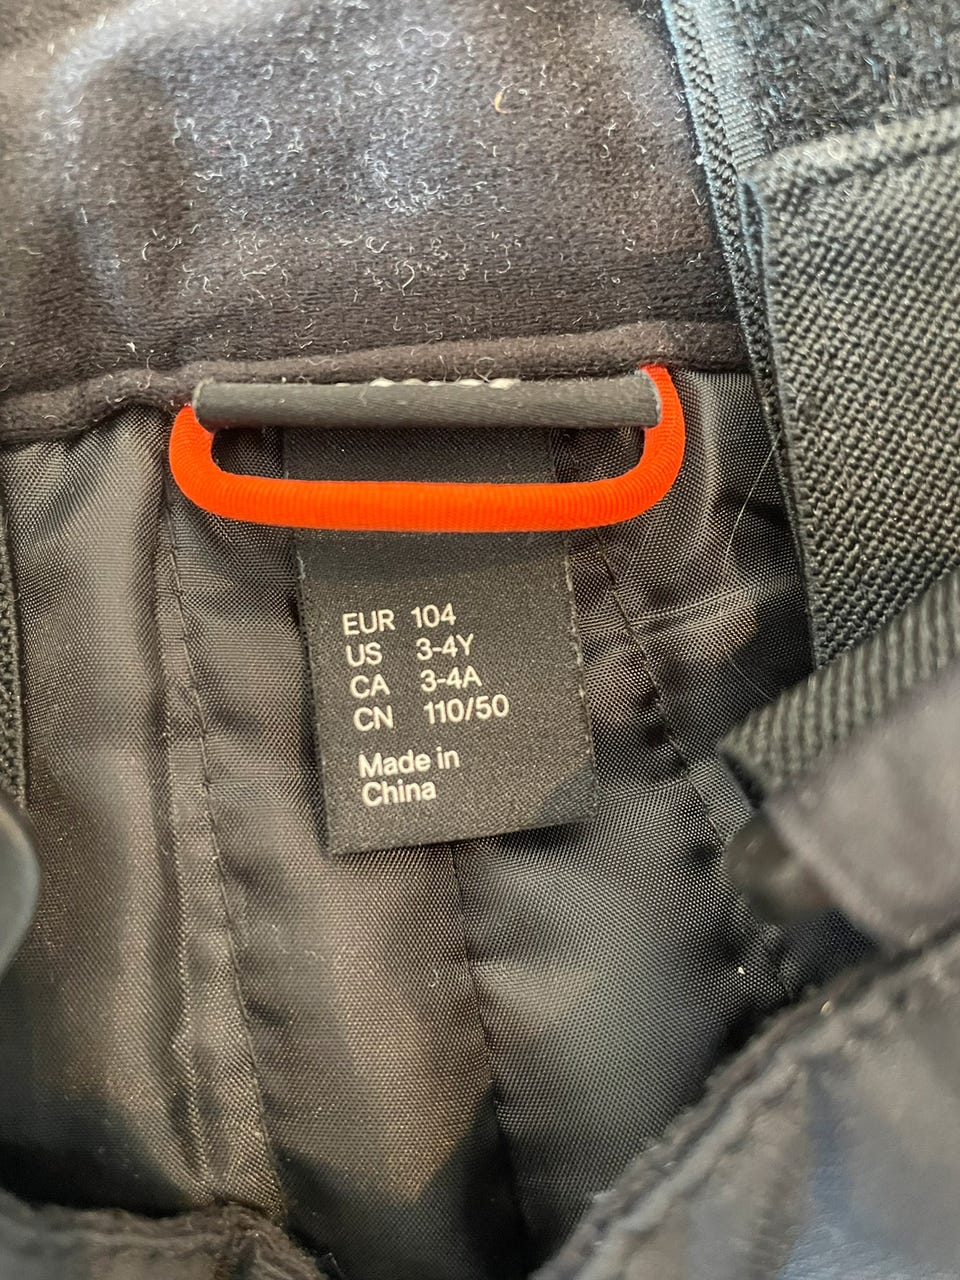 EUR 104
US 3-4Y
CA 3-4A
CN 110/50
Made in
China